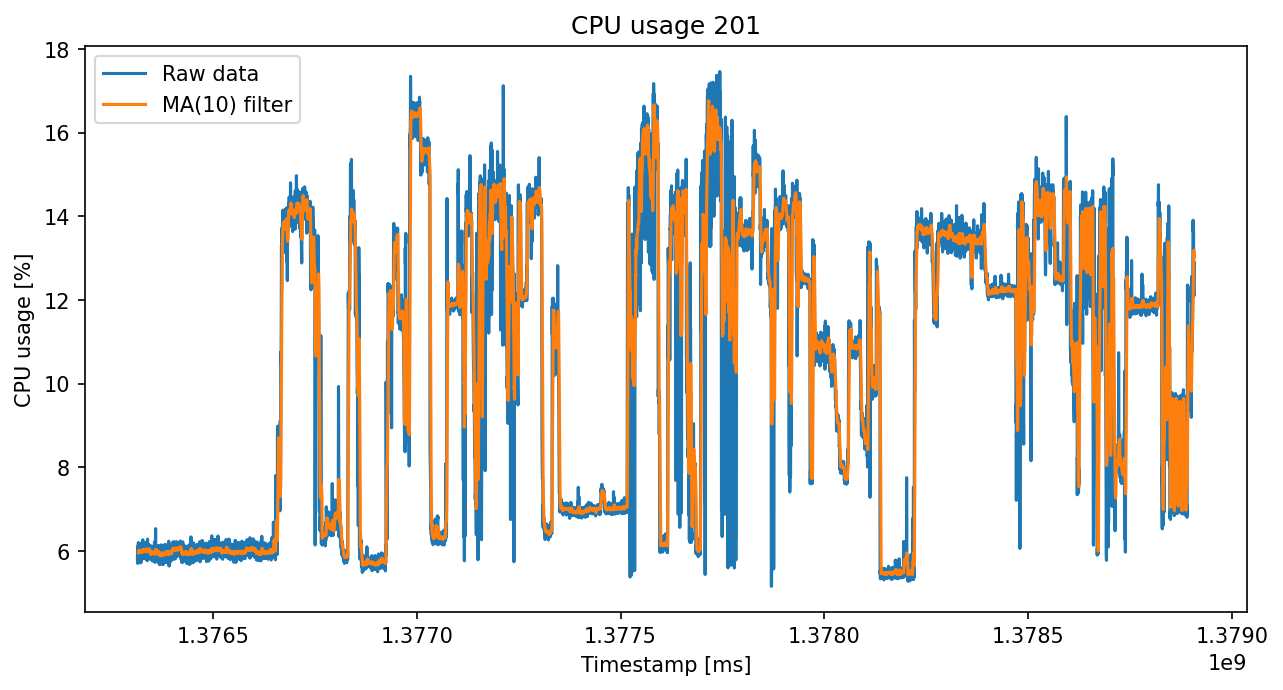 CPU usage 201
Raw data
MA(10) filter
CPU usage [%]
18
16
14
12
10
8
6
1.3765 1.3770 1.3775 1.3780 1.3785 1.3790
1e9
Timestamp [ms]